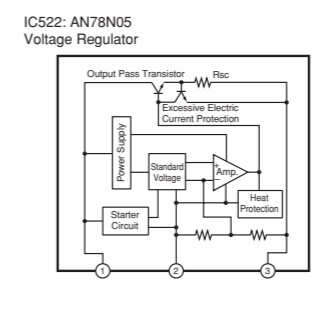 IC522: AN78N05
Voltage Regulator
Output Pass Transistor
Rsc
Excessive Electric
Current Protection
Power Supply
Standard
Voltage
+
Amp.
−
Heat
Protection
Starter
Circuit
1
2
3